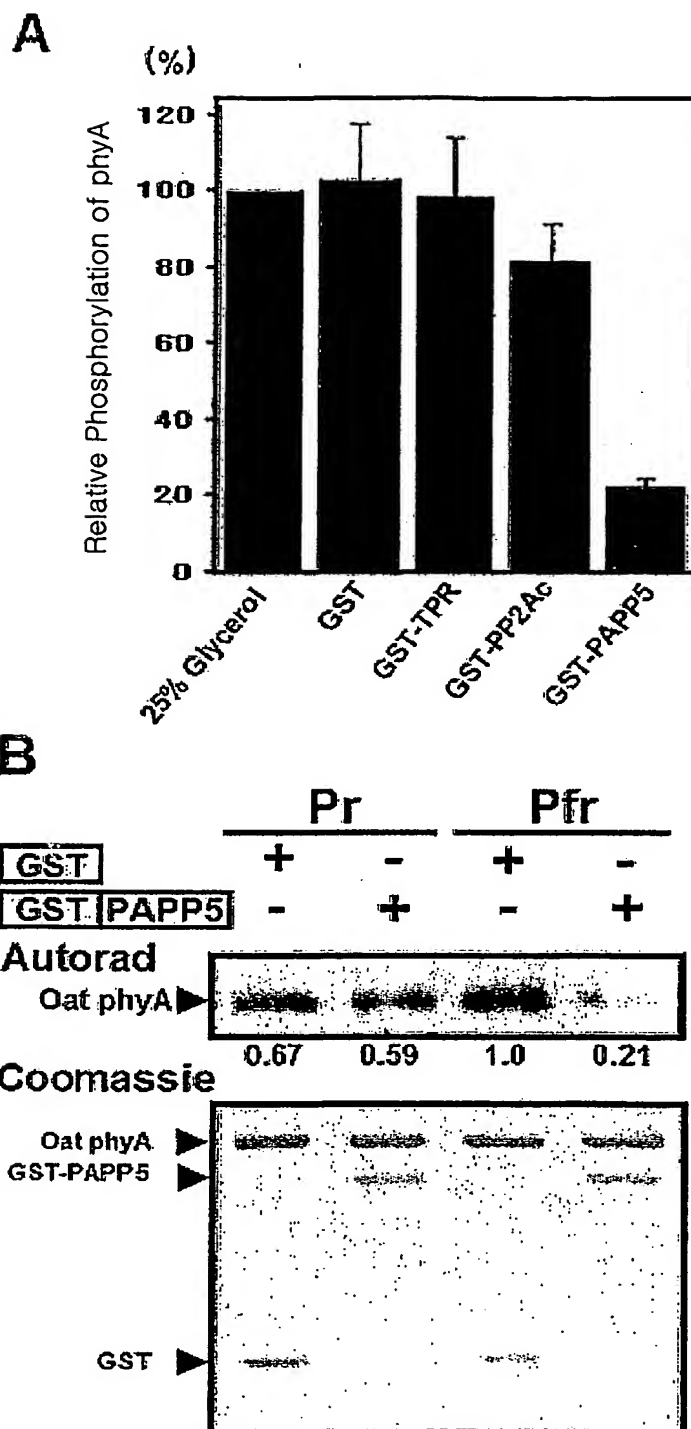 A
(%)
Relative Phosphorylation of phyA
120
100
80
60
40
20
0
25% Glycerol
GST
GST-TPR
GST-PP2Ac
GST-PAPP5
B
Pr Pfr
GST + - + -
GST PAPP5 - + - +
Autorad
Oat phyA
0.67 0.59 1.0 0.21
Coomassie
Oat phyA
GST-PAPP5
GST